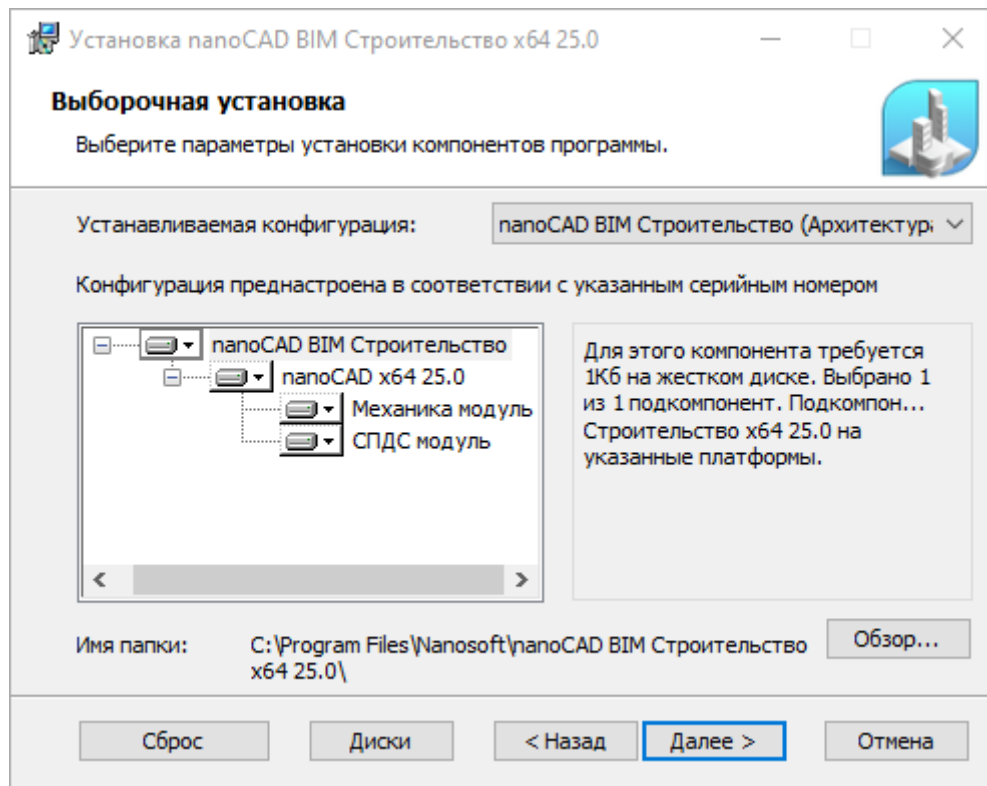 Установка nanoCAD BIM Строительство x64 25.0
Выборочная установка
Выберите параметры установки компонентов программы.
Устанавливаемая конфигурация:
nanoCAD BIM Строительство (Архитектура
Конфигурация преднастроена в соответствии с указанным серийным номером
nanoCAD BIM Строительство
nanoCAD x64 25.0
Механика модуль
СПДС модуль
Для этого компонента требуется
1Кб на жестком диске. Выбрано 1
из 1 подкомпонент. Подкомпон...
Строительство x64 25.0 на
указанные платформы.
Имя папки:
C:\Program Files\Nanosoft\nanoCAD BIM Строительство
x64 25.0\
Обзор...
Сброс
Диски
< Назад
Далее >
Отмена